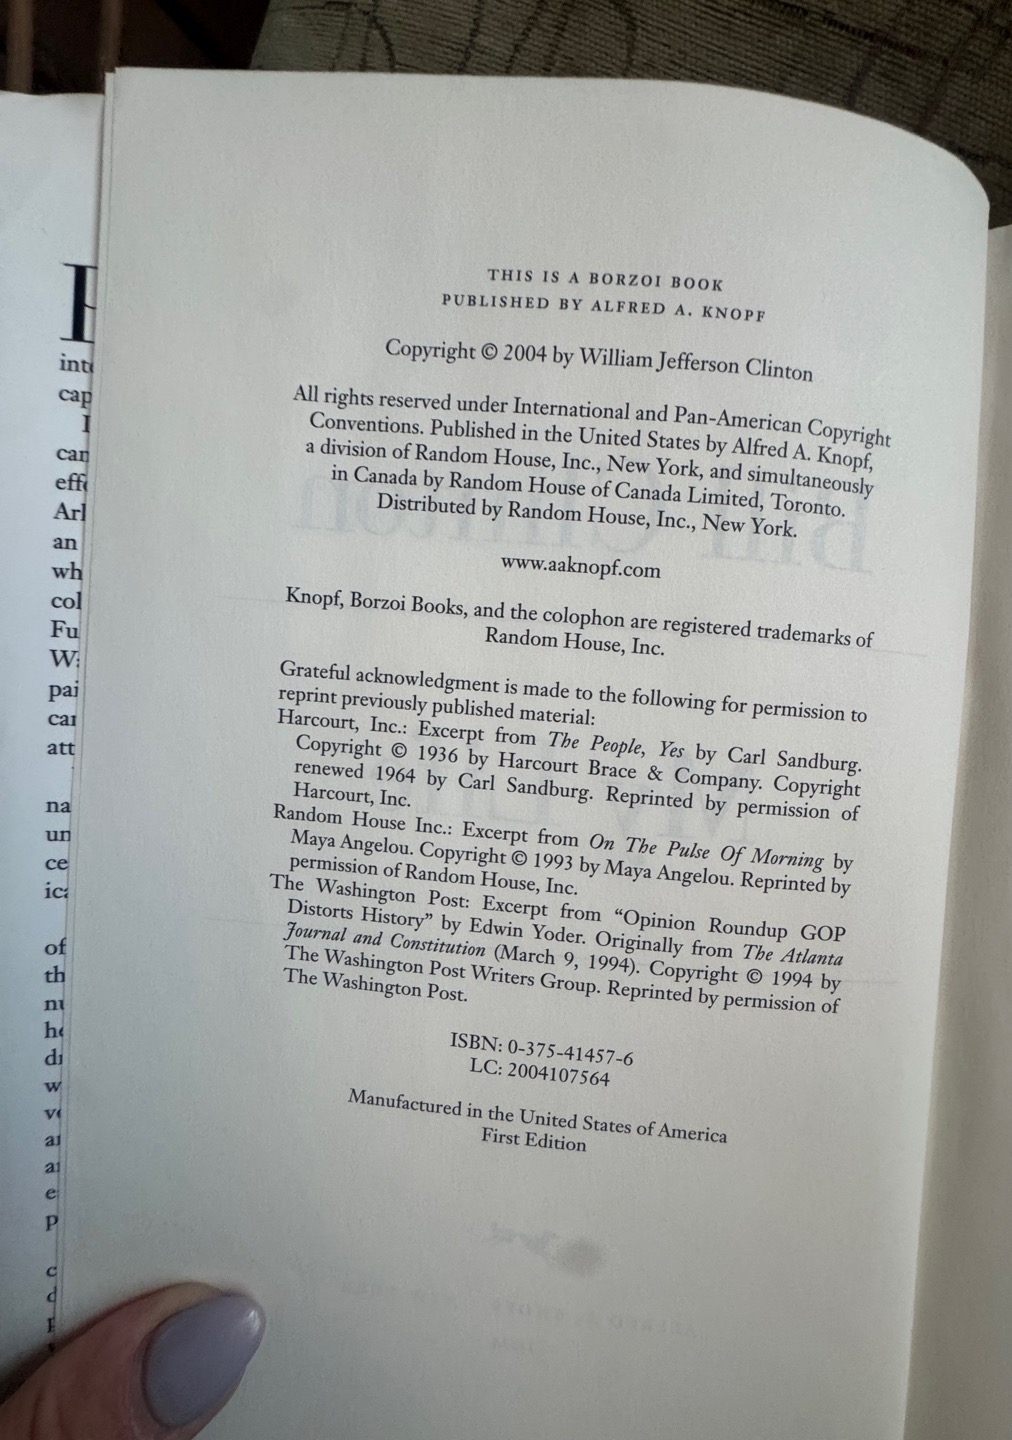 THIS IS A BORZOI BOOK
PUBLISHED BY ALFRED A. KNOPF
Copyright © 2004 by William Jefferson Clinton
All rights reserved under International and Pan-American Copyright
Conventions. Published in the United States by Alfred A. Knopf,
a division of Random House, Inc., New York, and simultaneously
in Canada by Random House of Canada Limited, Toronto.
Distributed by Random House, Inc., New York.
www.aaknopf.com
Knopf, Borzoi Books, and the colophon are registered trademarks of
Random House, Inc.
Grateful acknowledgment is made to the following for permission to
reprint previously published material:
Harcourt, Inc.: Excerpt from The People, Yes by Carl Sandburg.
Copyright © 1936 by Harcourt Brace & Company. Copyright
renewed 1964 by Carl Sandburg. Reprinted by permission of
Harcourt, Inc.
Random House Inc.: Excerpt from On The Pulse Of Morning by
Maya Angelou. Copyright © 1993 by Maya Angelou. Reprinted by
permission of Random House, Inc.
The Washington Post: Excerpt from “Opinion Roundup GOP
Distorts History” by Edwin Yoder. Originally from The Atlanta
Journal and Constitution (March 9, 1994). Copyright © 1994 by
The Washington Post Writers Group. Reprinted by permission of
The Washington Post.
ISBN: 0-375-41457-6
LC: 2004107564
Manufactured in the United States of America
First Edition